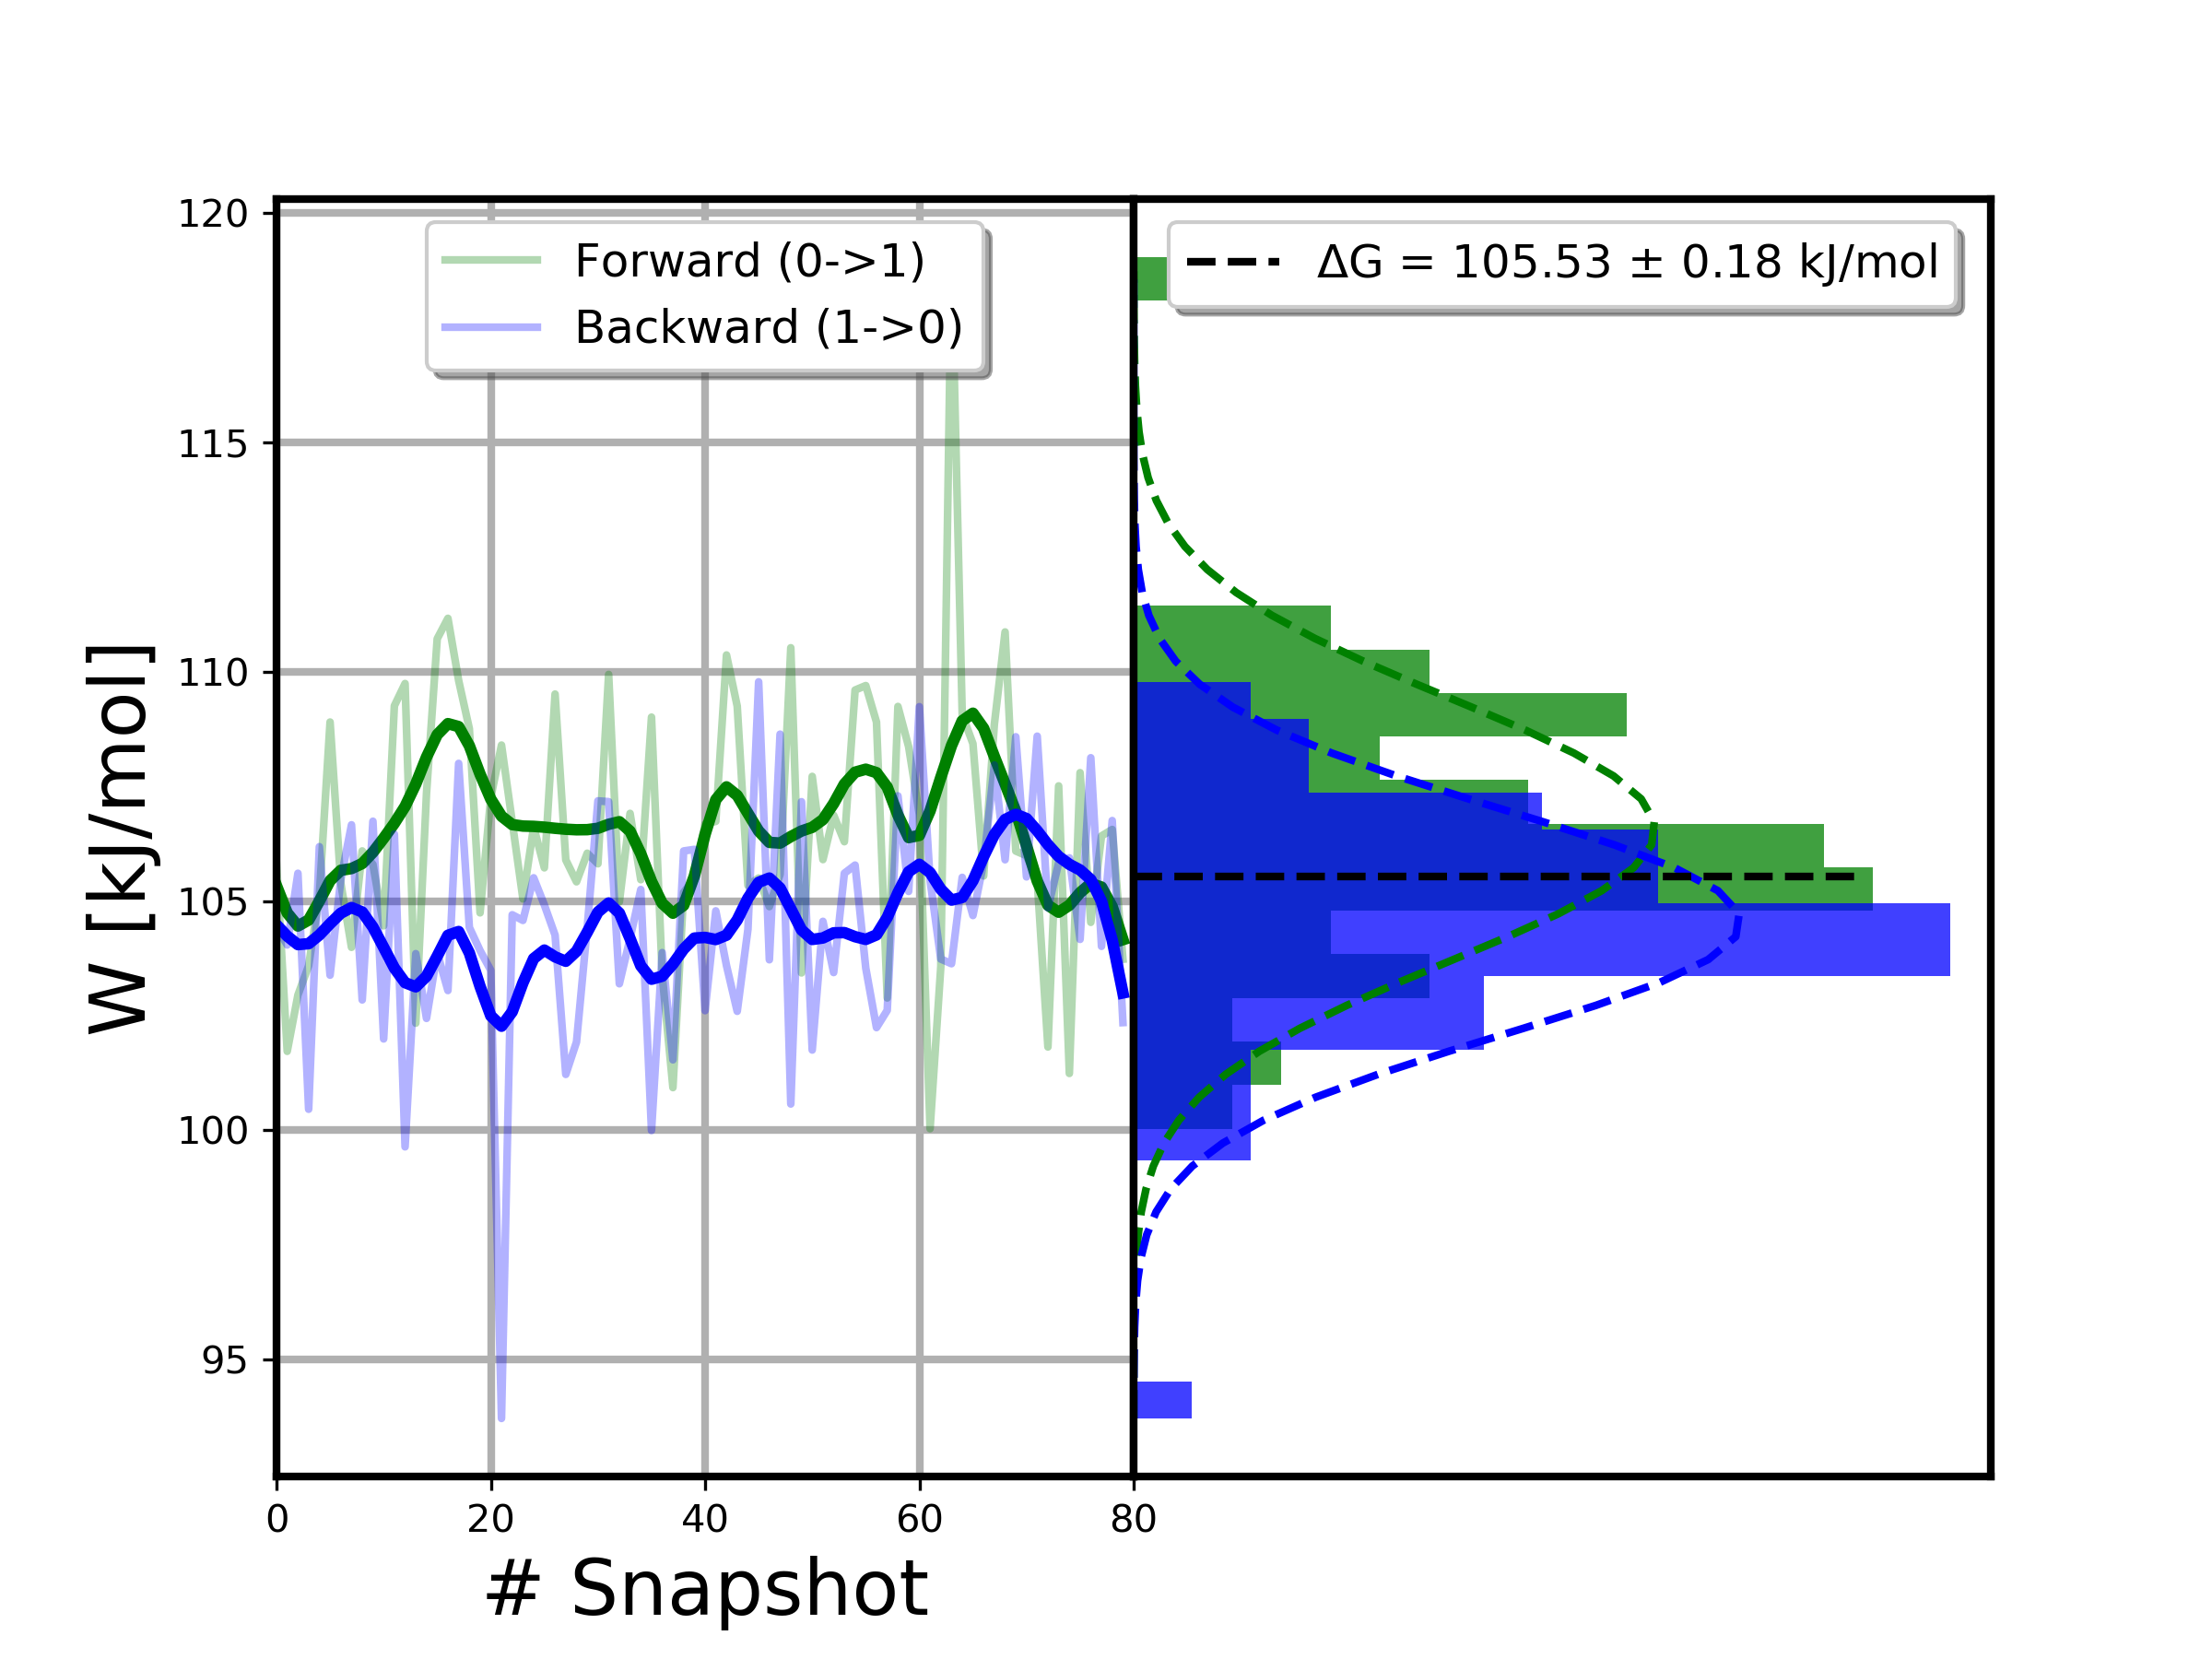 120
115
110
105
100
95
W [kJ/mol]
Forward (0->1)
Backward (1->0)
ΔG = 105.53 ± 0.18 kJ/mol
0 20 40 60 80
# Snapshot